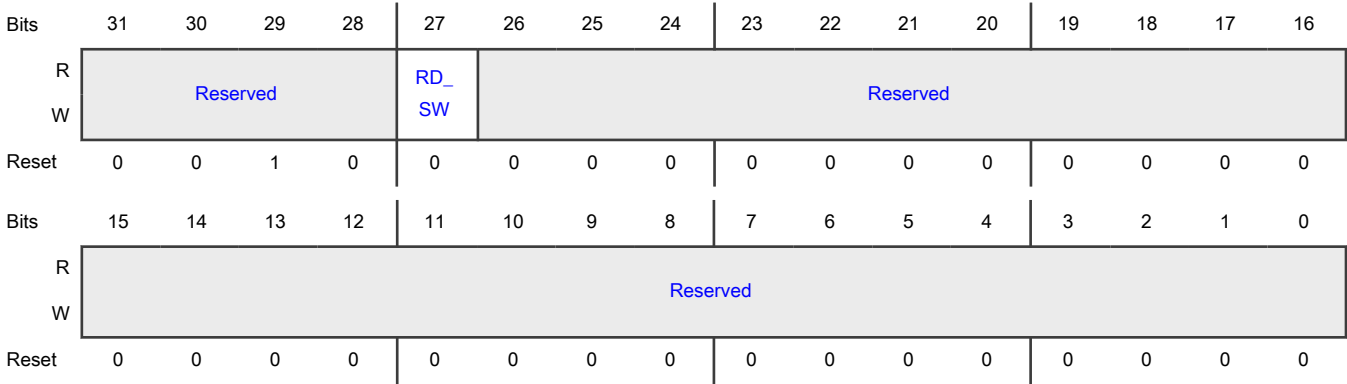 Bits 31 30 29 28 27 26 25 24 23 22 21 20 19 18 17 16
R
Reserved RD_ Reserved
W SW
Reset 0 0 1 0 0 0 0 0 0 0 0 0 0 0 0 0
Bits 15 14 13 12 11 10 9 8 7 6 5 4 3 2 1 0
R
Reserved
W
Reset 0 0 0 0 0 0 0 0 0 0 0 0 0 0 0 0